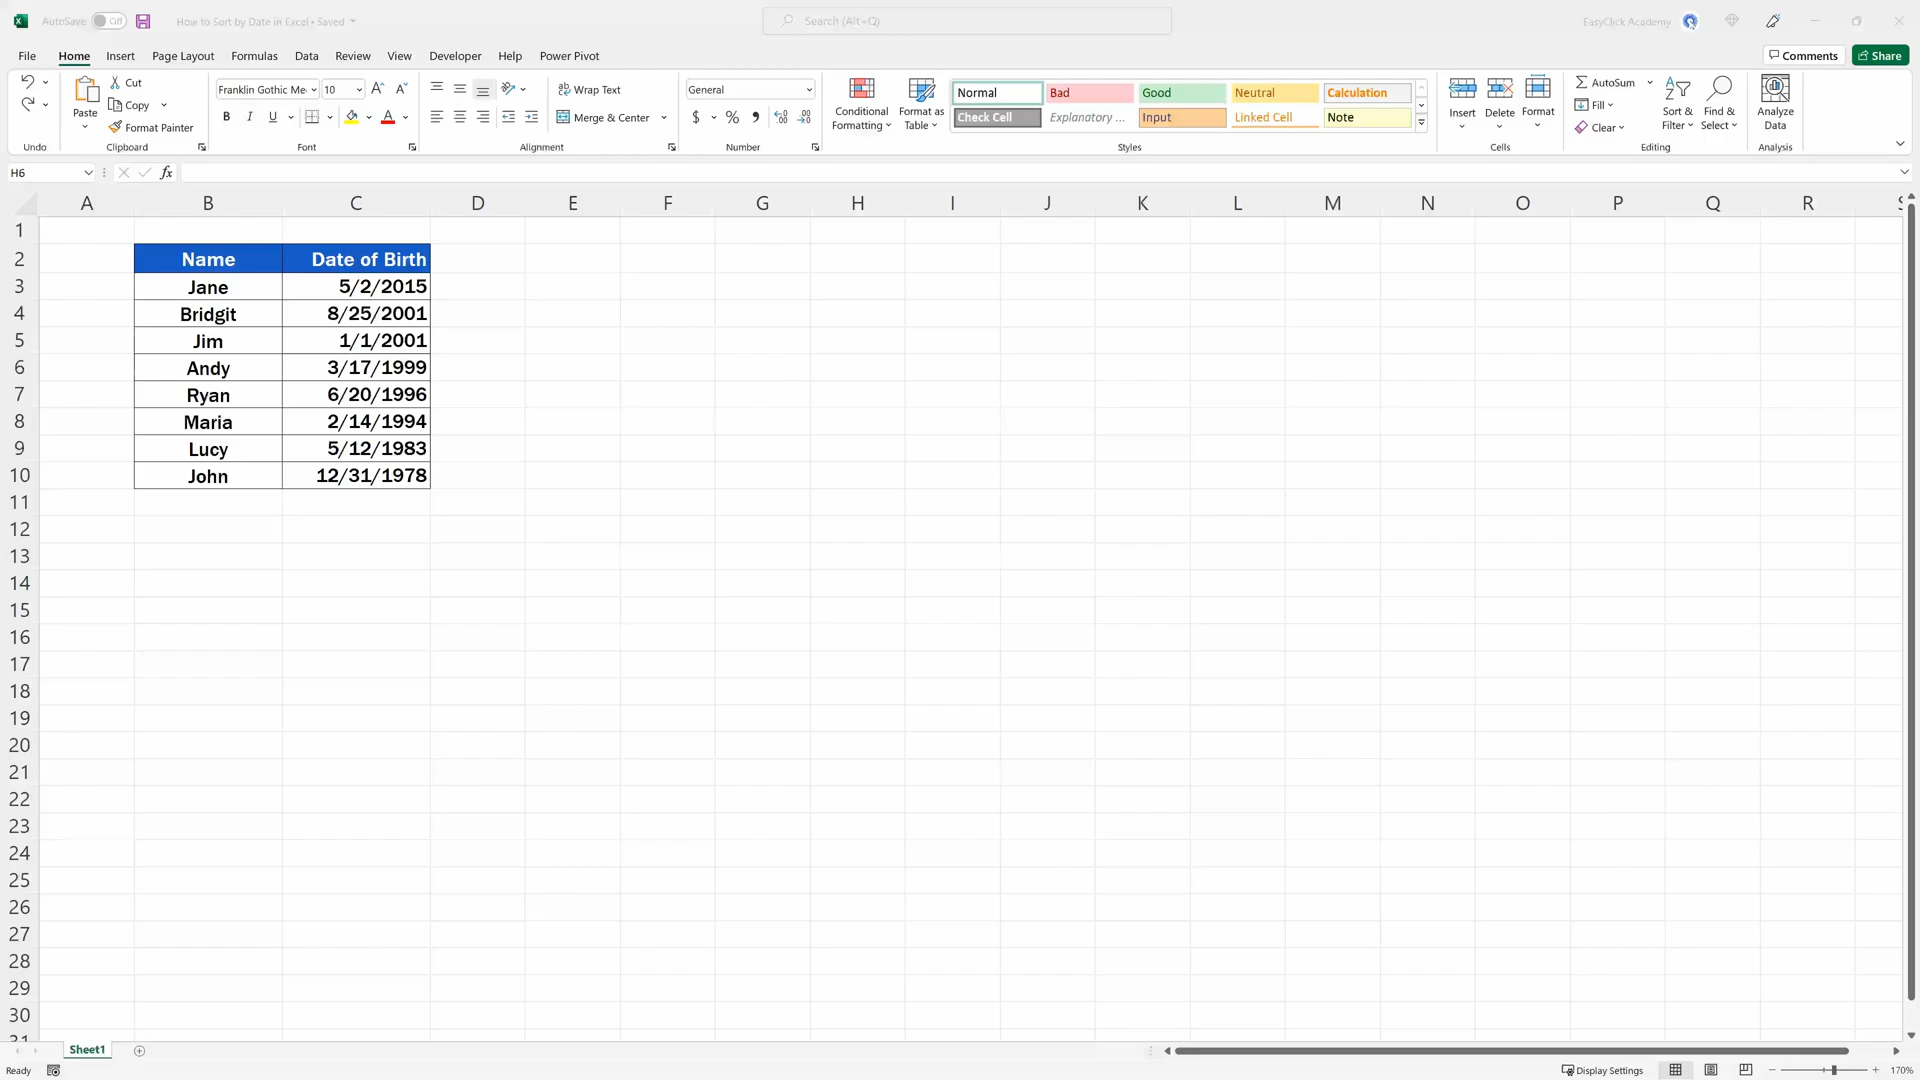 AutoSave Off How to Sort by Date in Excel • Saved Search (Alt+Q) EasyClick Academy
File Home Insert Page Layout Formulas Data Review View Developer Help Power Pivot Comments Share
Cut
Copy
Format Painter
Paste
Franklin Gothic Me 10
B I U
Wrap Text
Merge & Center
General
$ % 9
Conditional Formatting
Format as Table
Normal Bad Good Neutral Calculation
Check Cell Explanatory ... Input Linked Cell Note
Insert Delete Format
AutoSum
Fill
Clear
Sort & Filter
Find & Select
Analyze Data
Undo Clipboard Font Alignment Number Styles Cells Editing Analysis
H6 fx
A B C D E F G H I J K L M N O P Q R S
1
2 Name Date of Birth
3 Jane 5/2/2015
4 Bridgit 8/25/2001
5 Jim 1/1/2001
6 Andy 3/17/1999
7 Ryan 6/20/1996
8 Maria 2/14/1994
9 Lucy 5/12/1983
10 John 12/31/1978
11
12
13
14
15
16
17
18
19
20
21
22
23
24
25
26
27
28
29
30
31
Sheet1
Ready Display Settings 170%